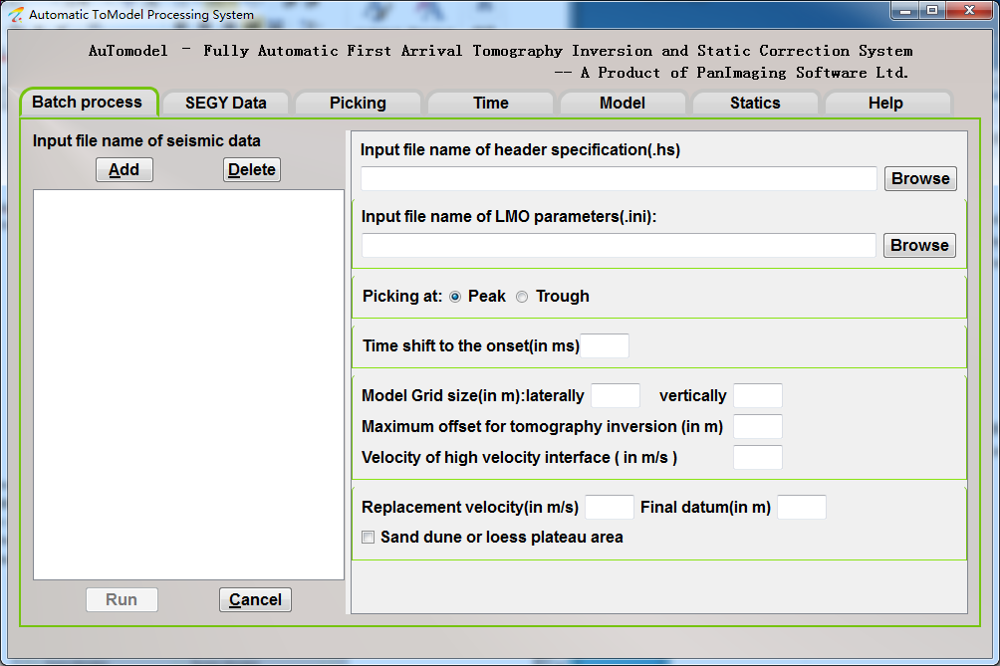 Automatic ToModel Processing System
AuTomodel - Fully Automatic First Arrival Tomography Inversion and Static Correction System
-- A Product of PanImaging Software Ltd.
Batch process SEGY Data Picking Time Model Statics Help
Input file name of seismic data
Add Delete
Run Cancel
Input file name of header specification(.hs)
Browse
Input file name of LMO parameters(.ini):
Browse
Picking at: Peak Trough
Time shift to the onset(in ms)
Model Grid size(in m):laterally vertically
Maximum offset for tomography inversion (in m)
Velocity of high velocity interface ( in m/s )
Replacement velocity(in m/s) Final datum(in m)
Sand dune or loess plateau area